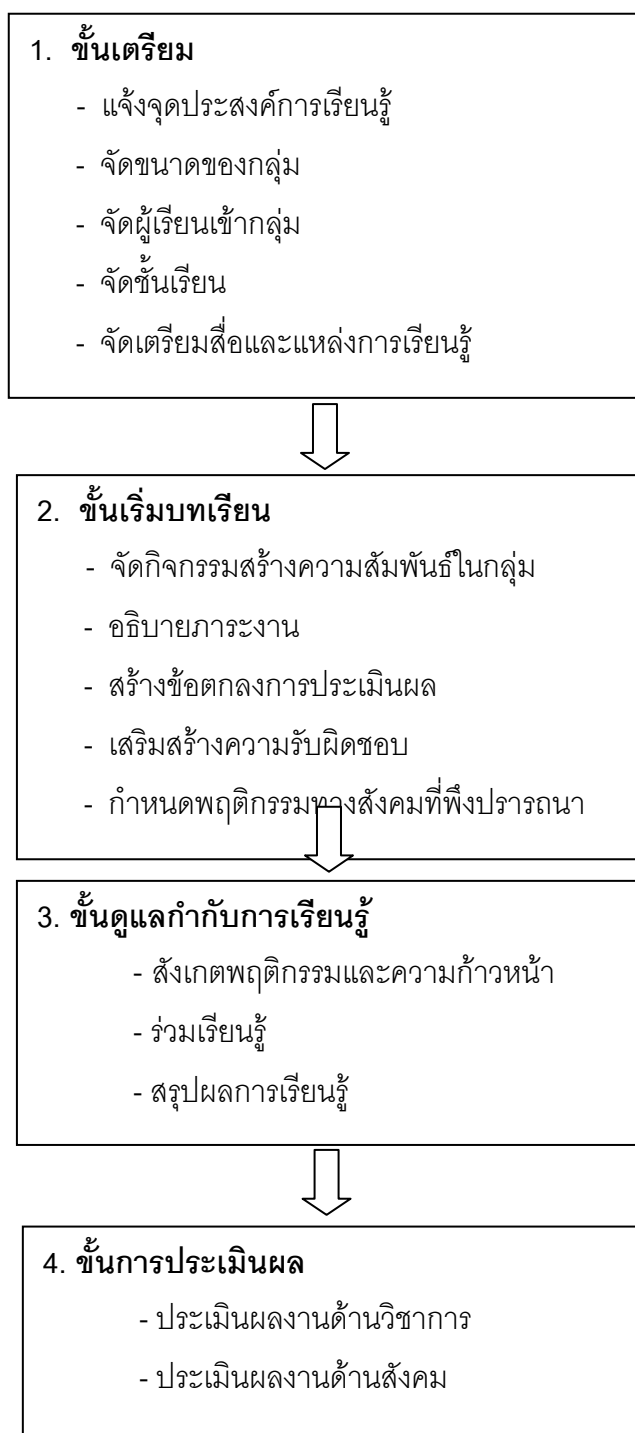 1. ขั้นเตรียม
- แจ้งจุดประสงค์การเรียนรู้
- จัดขนาดของกลุ่ม
- จัดผู้เรียนเข้ากลุ่ม
- จัดชั้นเรียน
- จัดเตรียมสื่อและแหล่งการเรียนรู้
2. ขั้นเริ่มบทเรียน
- จัดกิจกรรมสร้างความสัมพันธ์ในกลุ่ม
- อธิบายภาระงาน
- สร้างข้อตกลงการประเมินผล
- เสริมสร้างความรับผิดชอบ
- กำหนดพฤติกรรมทางสังคมที่พึงปรารถนา
3. ขั้นดูแลกำกับการเรียนรู้
- สังเกตพฤติกรรมและความก้าวหน้า
- ร่วมเรียนรู้
- สรุปผลการเรียนรู้
4. ขั้นการประเมินผล
- ประเมินผลงานด้านวิชาการ
- ประเมินผลงานด้านสังคม